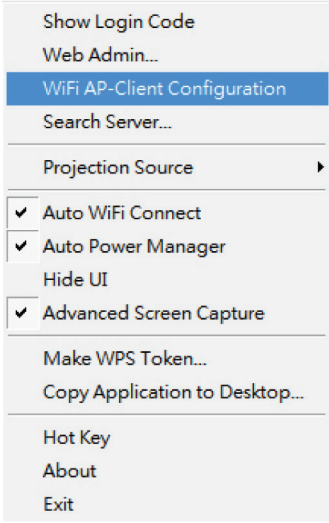 Show Login Code
Web Admin...
WiFi AP-Client Configuration
Search Server...
Projection Source
Auto WiFi Connect
Auto Power Manager
Hide UI
Advanced Screen Capture
Make WPS Token...
Copy Application to Desktop...
Hot Key
About
Exit